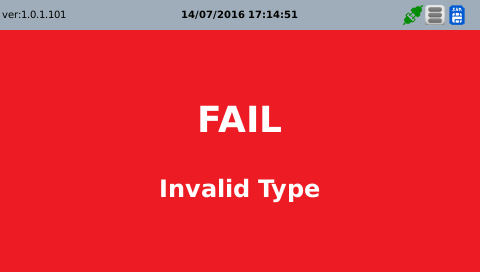 ver:1.0.1.101
14/07/2016 17:14:51
FAIL
Invalid Type